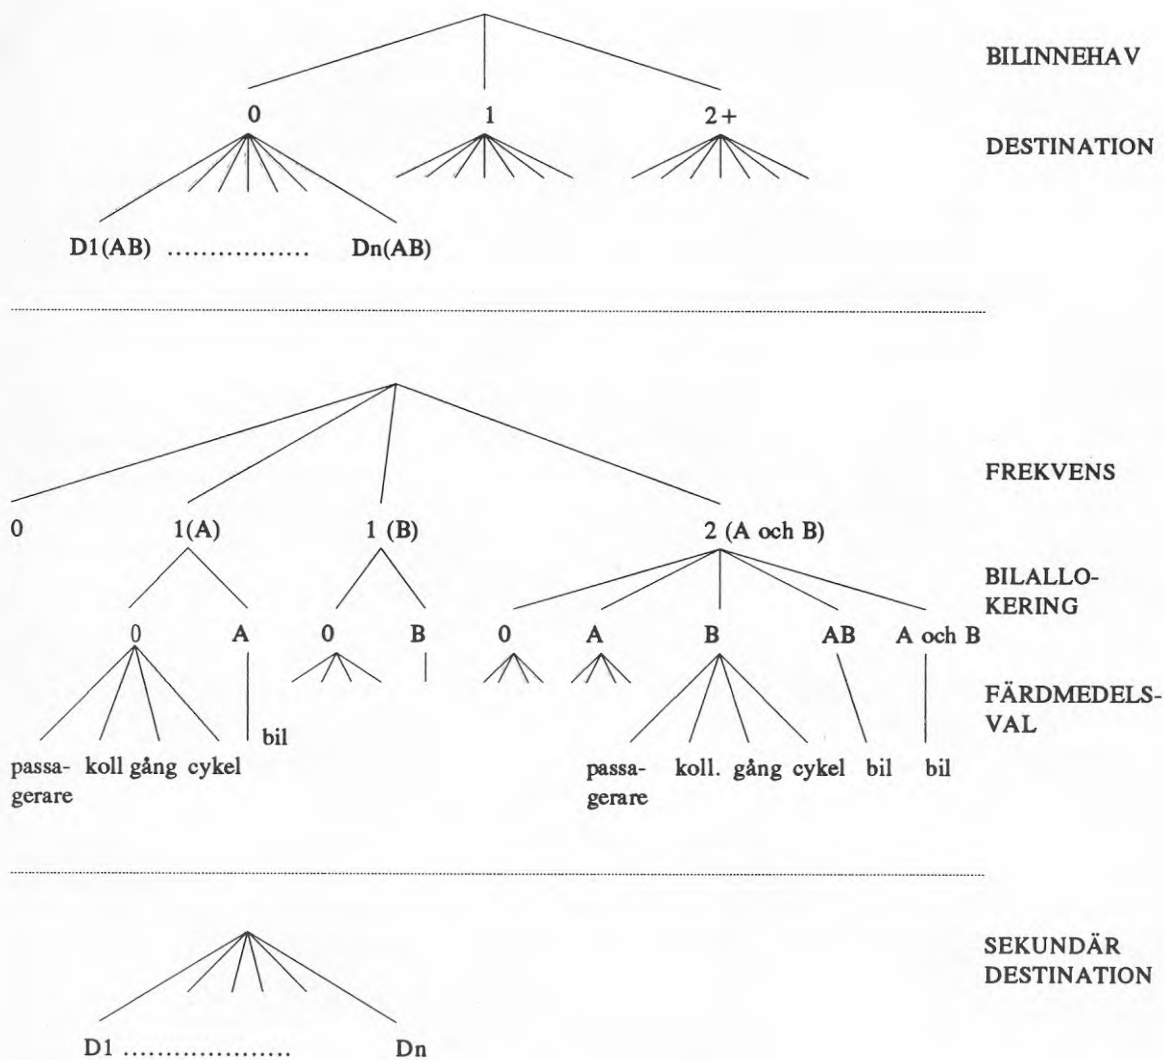 BILINNEHAV
0 1 2+
DESTINATION
D1(AB) ................. Dn(AB)
FREKVENS
0 1(A) 1 (B) 2 (A och B)
BILALLO-
KERING
0 A 0 B 0 A B AB A och B
FÄRDMEDELS-
VAL
bil
passa- koll gång cykel passa- koll. gång cykel bil bil
gerare gerare
SEKUNDÄR
DESTINATION
D1 .................... Dn